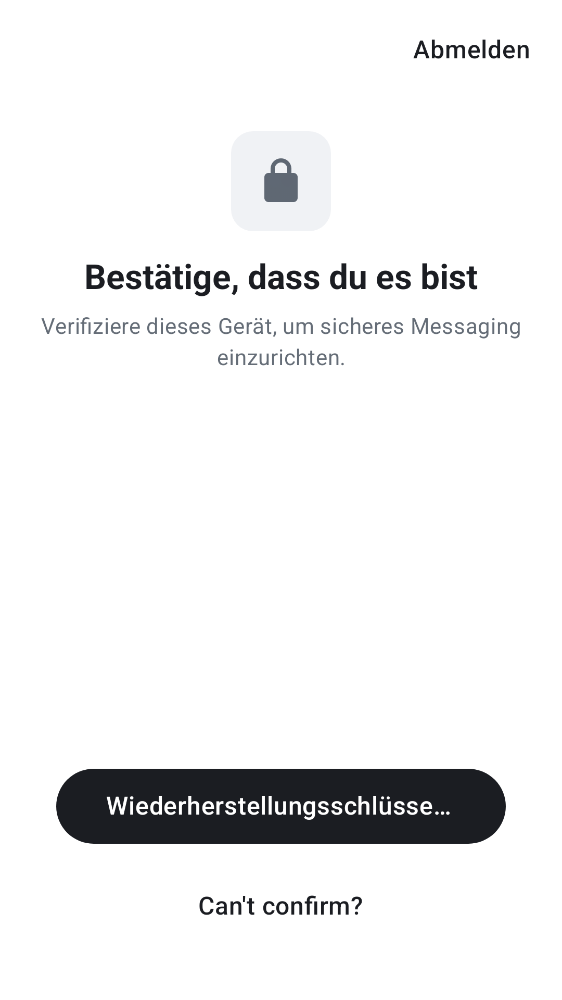 Abmelden
Bestätige, dass du es bist
Verifiziere dieses Gerät, um sicheres Messaging
einzurichten.
Wiederherstellungsschlüsse…
Can't confirm?